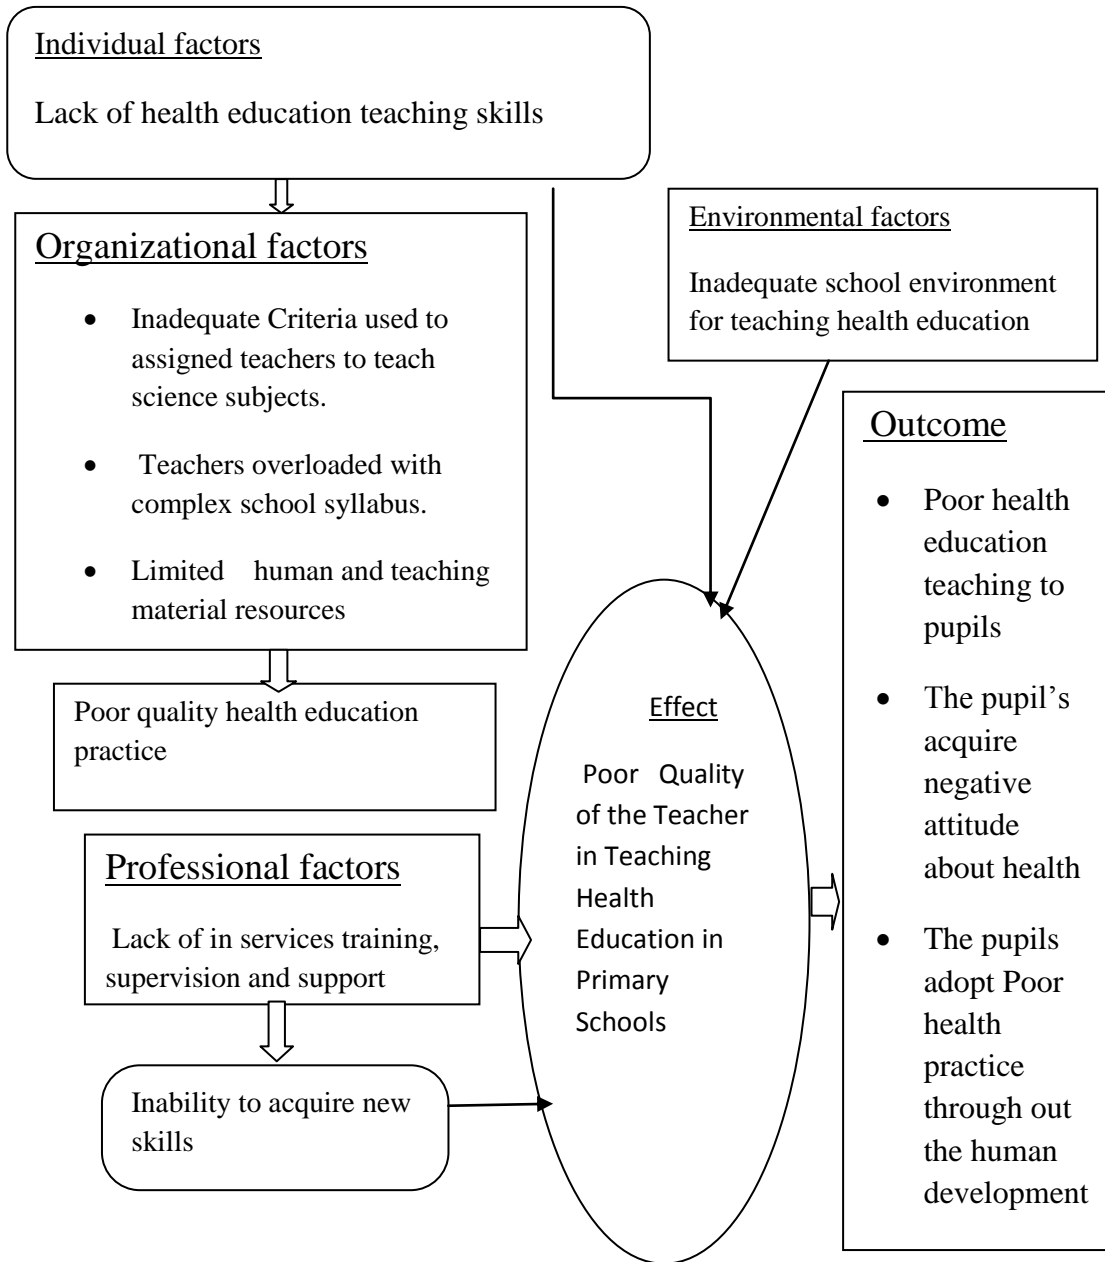 Individual factors
Lack of health education teaching skills
Organizational factors
• Inadequate Criteria used to
assigned teachers to teach
science subjects.
• Teachers overloaded with
complex school syllabus.
• Limited human and teaching
material resources
Poor quality health education
practice
Professional factors
Lack of in services training,
supervision and support
Inability to acquire new
skills
Environmental factors
Inadequate school environment
for teaching health education
Effect
Poor Quality
of the Teacher
in Teaching
Health
Education in
Primary
Schools
Outcome
• Poor health
education
teaching to
pupils
• The pupil’s
acquire
negative
attitude
about health
• The pupils
adopt Poor
health
practice
through out
the human
development